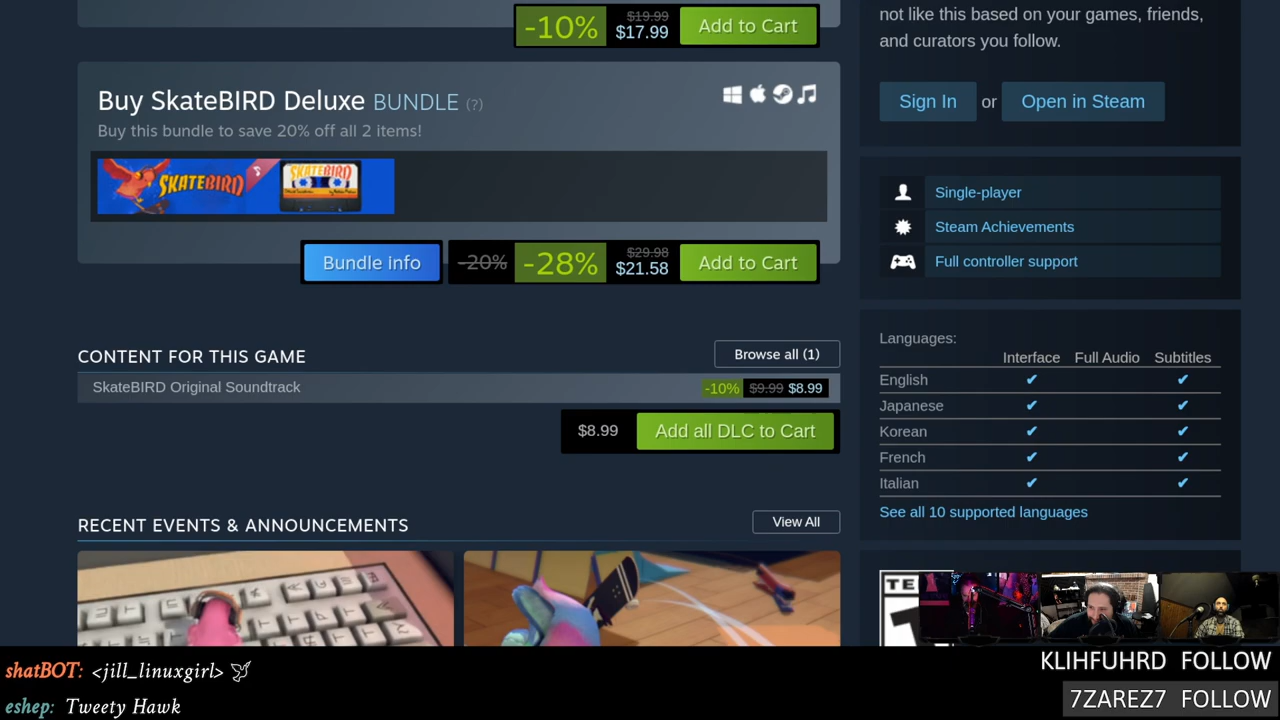 -10% $19.99 $17.99 Add to Cart
Buy SkateBIRD Deluxe BUNDLE (?)
Buy this bundle to save 20% off all 2 items!
SKATEBIRD SKATEBIRD
Bundle info -20% -28% $29.98 $21.58 Add to Cart
CONTENT FOR THIS GAME Browse all (1)
SkateBIRD Original Soundtrack -10% $9.99 $8.99
$8.99 Add all DLC to Cart
RECENT EVENTS & ANNOUNCEMENTS View All
not like this based on your games, friends,
and curators you follow.
Sign In or Open in Steam
Single-player
Steam Achievements
Full controller support
Languages:
Interface Full Audio Subtitles
English ✔ ✔
Japanese ✔ ✔
Korean ✔ ✔
French ✔ ✔
Italian ✔ ✔
See all 10 supported languages
TE
shatBOT: <jill_linuxgirl> 🕊
eshep: Tweety Hawk
KLIHFUHRD FOLLOW
7ZAREZ7 FOLLOW